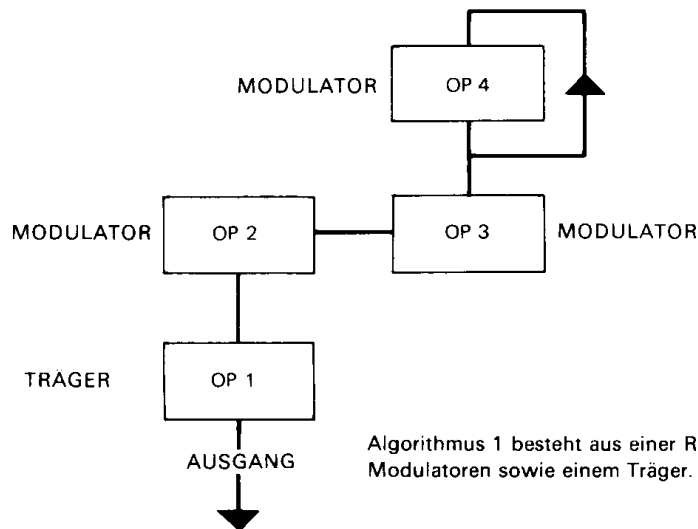 MODULATOR OP 4
MODULATOR OP 2 OP 3 MODULATOR
TRÄGER OP 1
AUSGANG
Algorithmus 1 besteht aus einer R
Modulatoren sowie einem Träger.